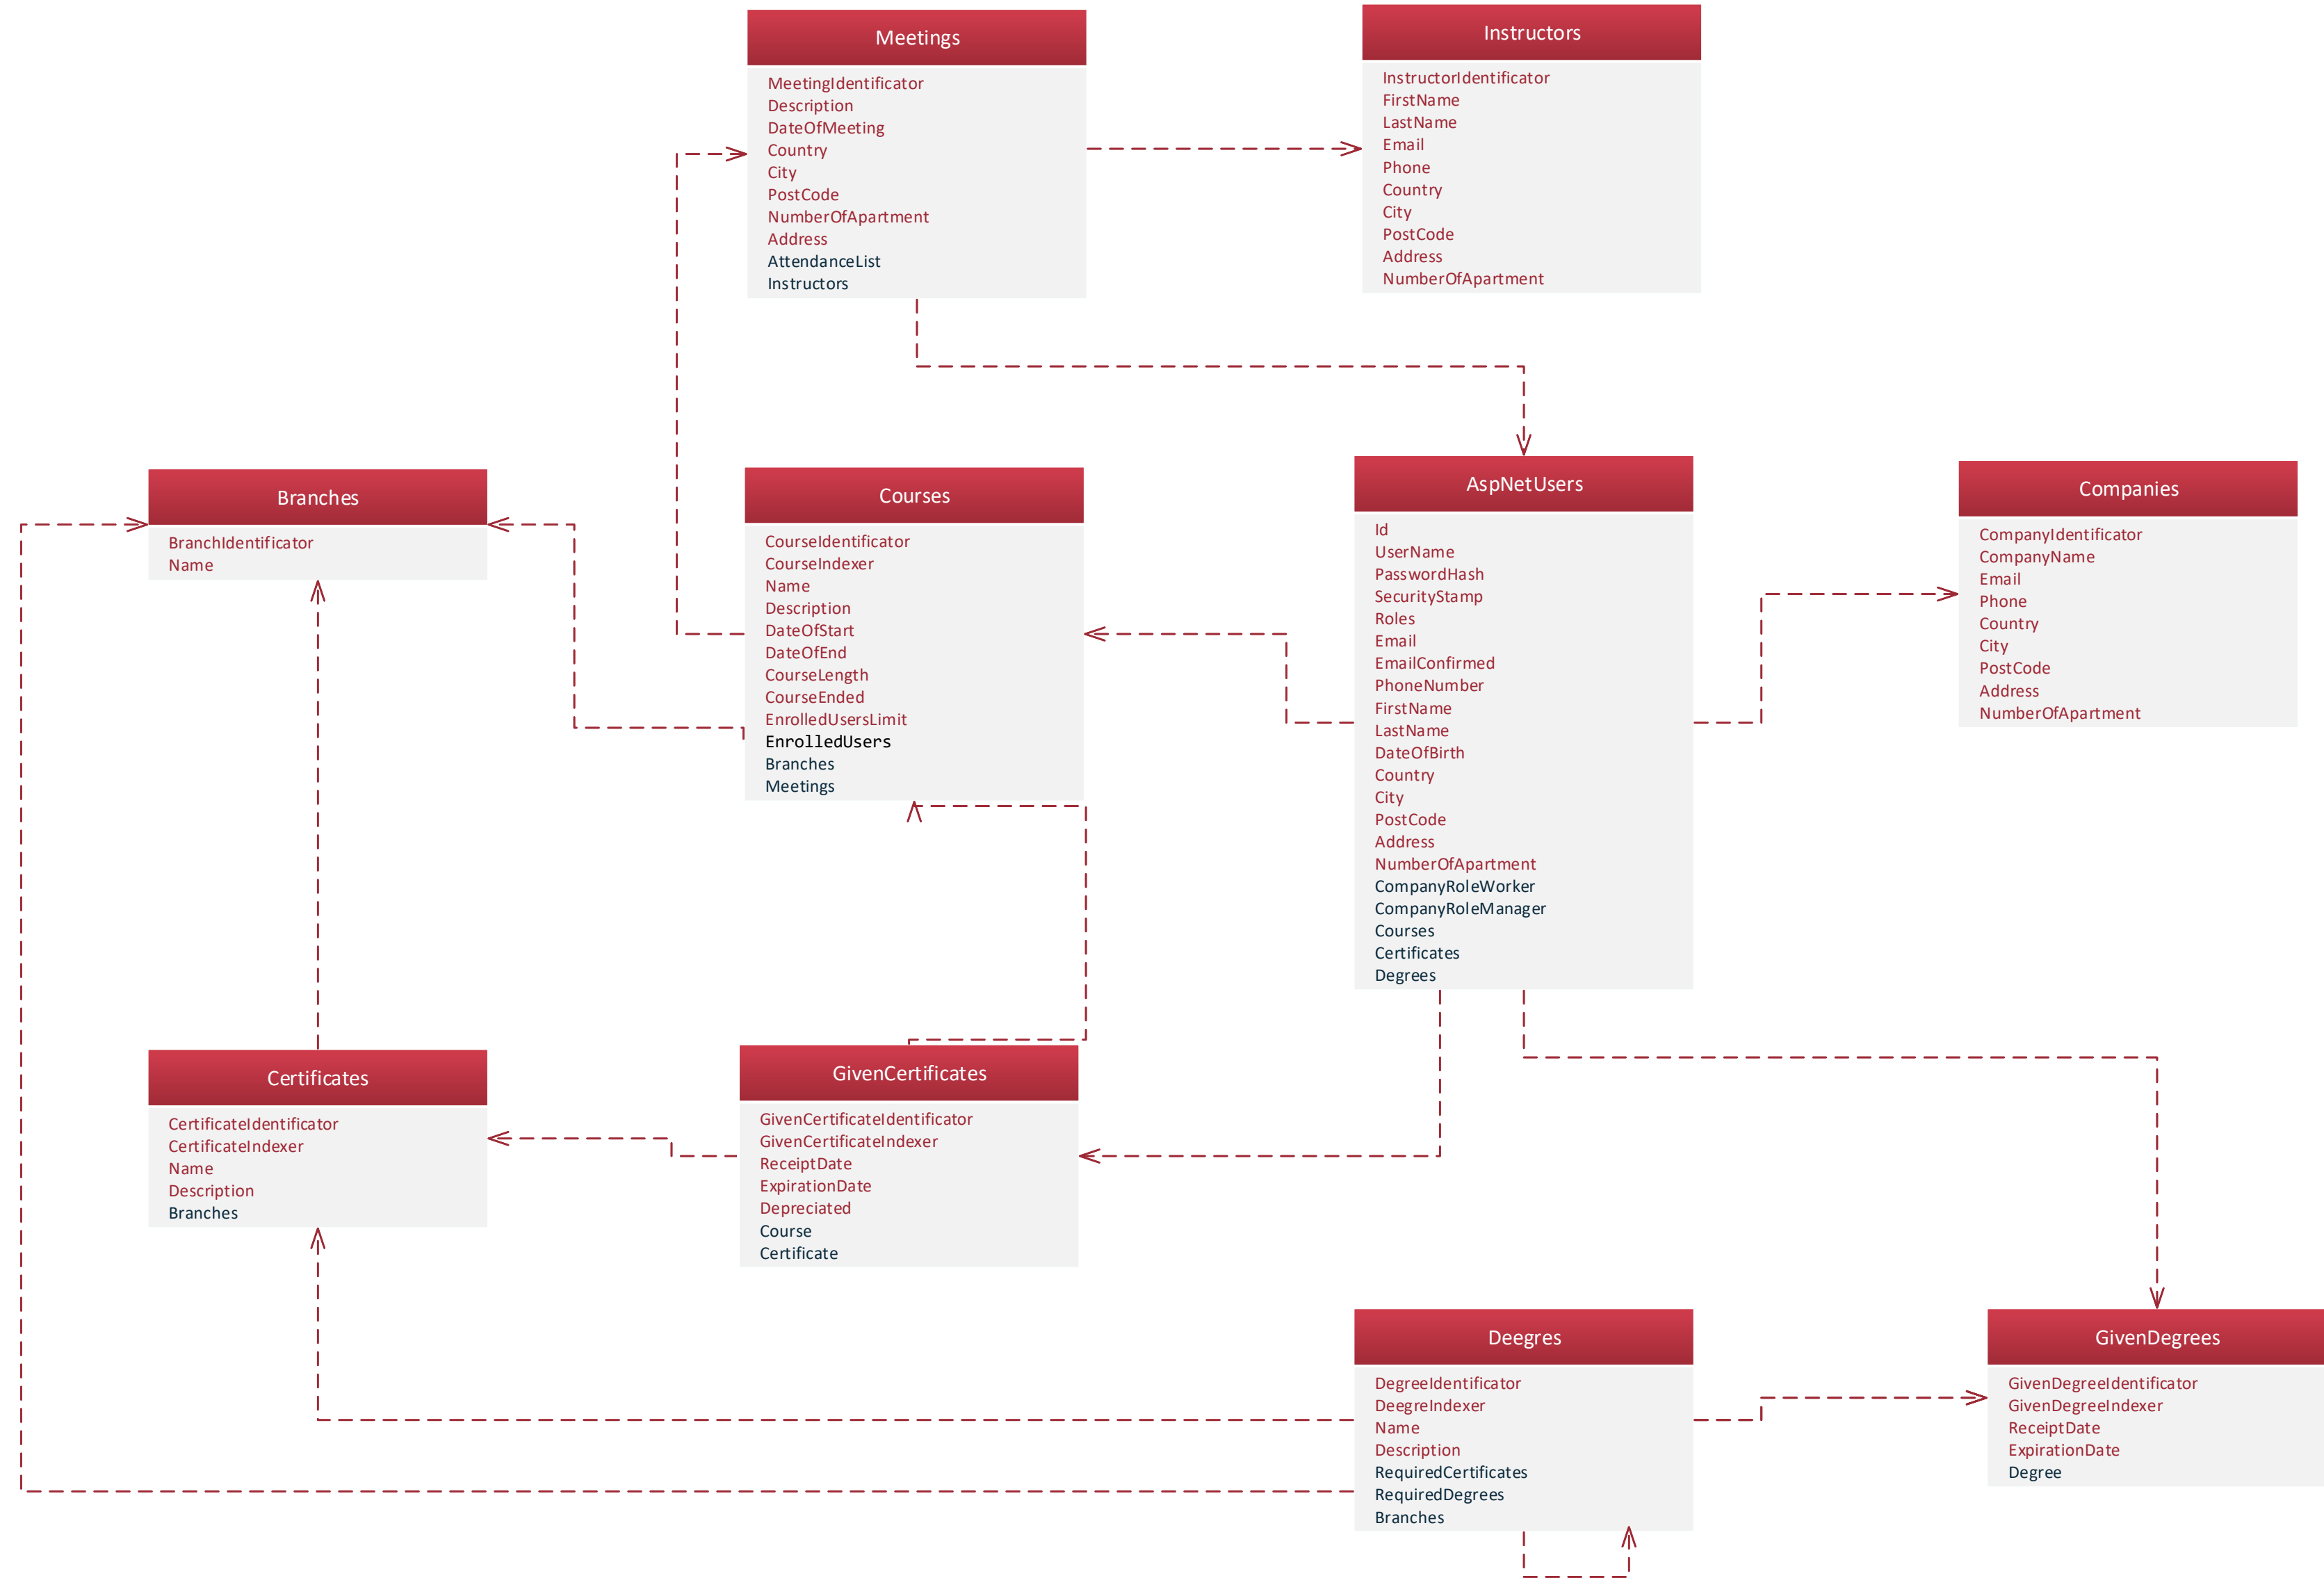 Meetings
MeetingIdentificator
Description
DateOfMeeting
Country
City
PostCode
NumberOfApartment
Address
AttendanceList
Instructors
Instructors
InstructorIdentificator
FirstName
LastName
Email
Phone
Country
City
PostCode
Address
NumberOfApartment
Branches
BranchIdentificator
Name
Courses
CourseIdentificator
CourseIndexer
Name
Description
DateOfStart
DateOfEnd
CourseLength
CourseEnded
EnrolledUsersLimit
EnrolledUsers
Branches
Meetings
AspNetUsers
Id
UserName
PasswordHash
SecurityStamp
Roles
Email
EmailConfirmed
PhoneNumber
FirstName
LastName
DateOfBirth
Country
City
PostCode
Address
NumberOfApartment
CompanyRoleWorker
CompanyRoleManager
Courses
Certificates
Degrees
Companies
CompanyIdentificator
CompanyName
Email
Phone
Country
City
PostCode
Address
NumberOfApartment
Certificates
CertificateIdentificator
CertificateIndexer
Name
Description
Branches
GivenCertificates
GivenCertificateIdentificator
GivenCertificateIndexer
ReceiptDate
ExpirationDate
Depreciated
Course
Certificate
Deegres
DegreeIdentificator
DeegreIndexer
Name
Description
RequiredCertificates
RequiredDegrees
Branches
GivenDegrees
GivenDegreeIdentificator
GivenDegreeIndexer
ReceiptDate
ExpirationDate
Degree